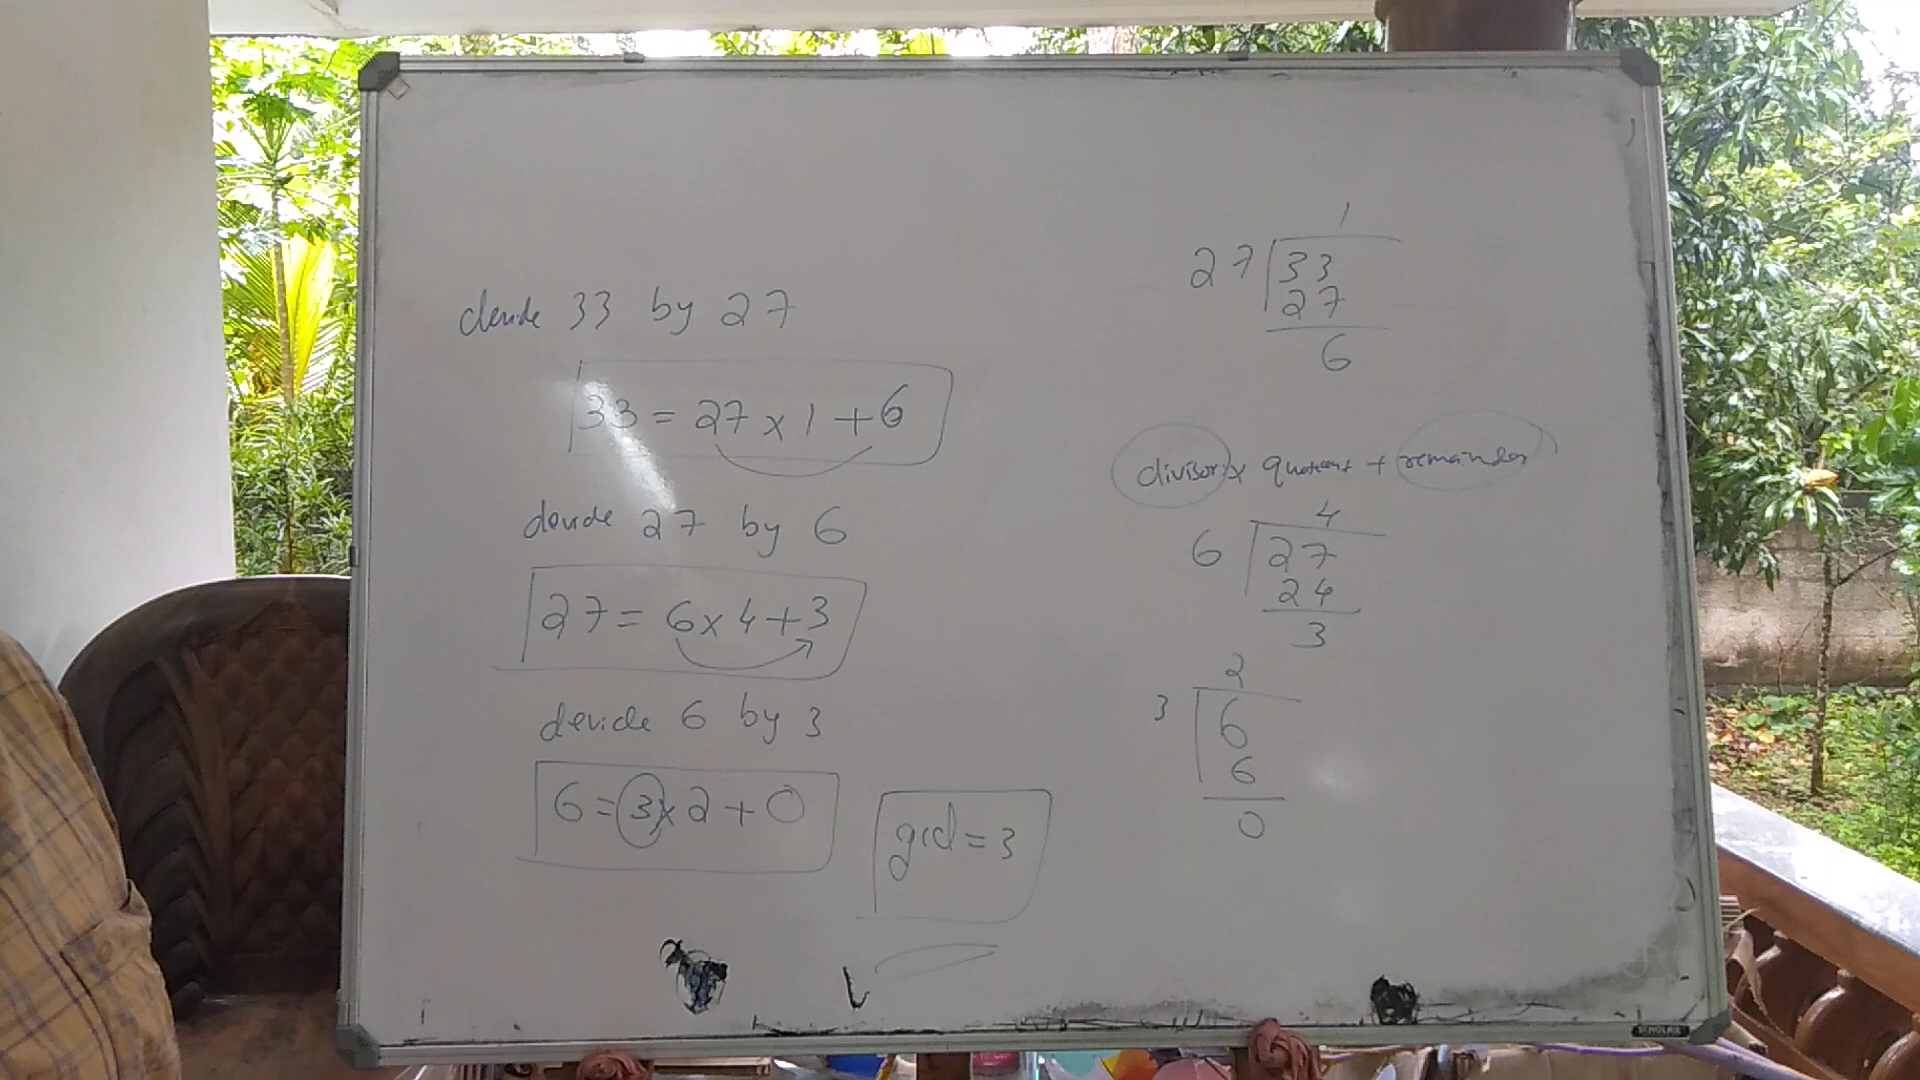 devide 33 by 27
33 = 27 x 1 + 6
devide 27 by 6
27 = 6 x 4 + 3
devide 6 by 3
6 = 3 x 2 + 0
gcd = 3
1
27 33
27
6
divisor x quotient + remainder
4
6 27
24
3
2
3 6
6
0